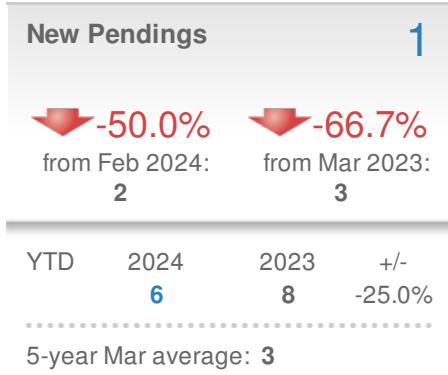 New Pendings 1
-50.0% -66.7%
from Feb 2024: from Mar 2023:
2 3
YTD 2024 2023 +/-
6 8 -25.0%
5-year Mar average: 3